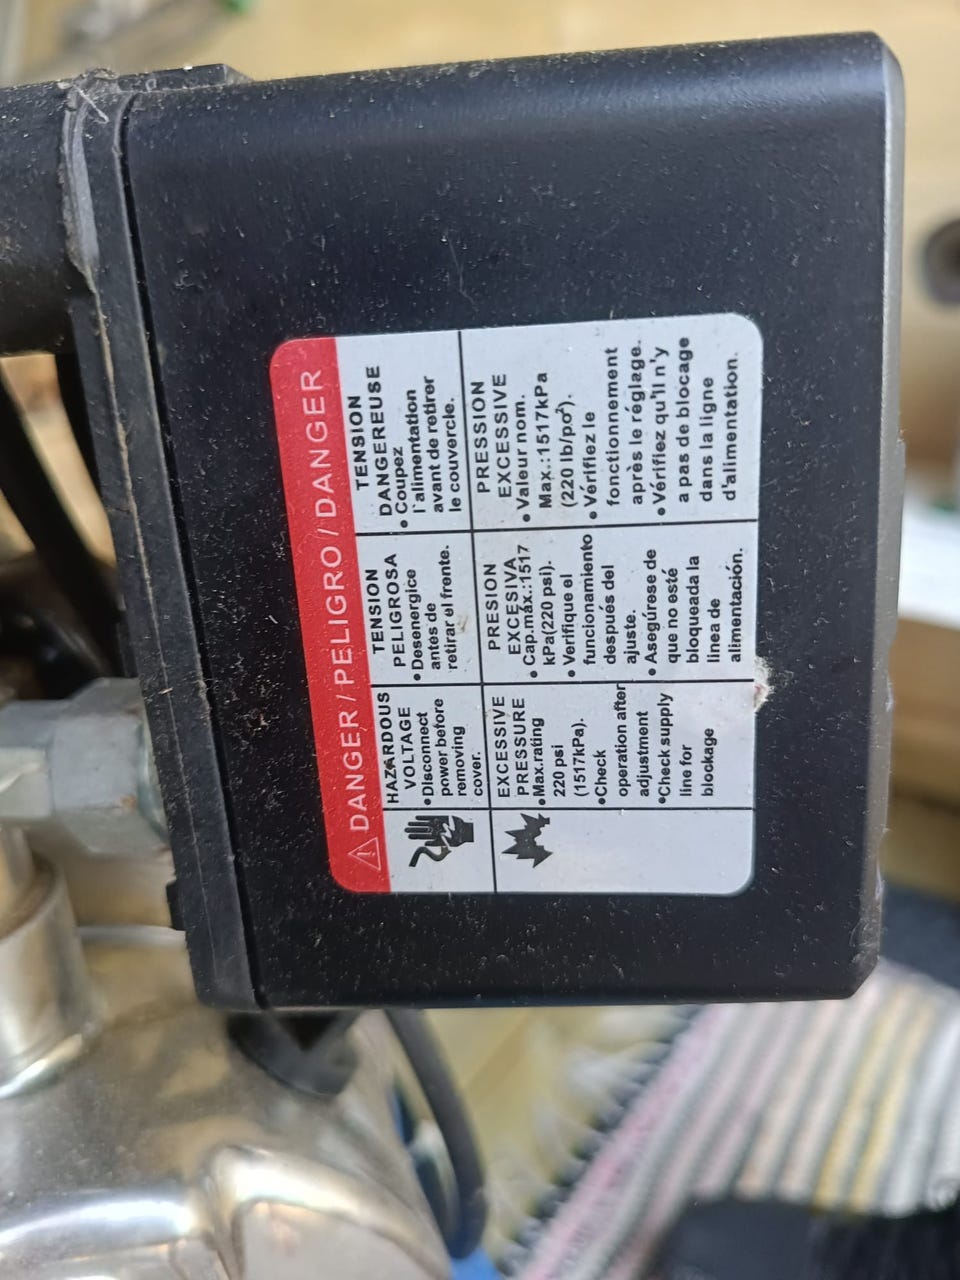 DANGER / PELIGRO / DANGER
HAZARDOUS
VOLTAGE
•Disconnect
power before
removing
cover.
TENSION
PELIGROSA
• Desenergice
antes de
retirar el frente.
TENSION
DANGEREUSE
• Coupez
l'alimentation
avant de retirer
le couvercle.
EXCESSIVE
PRESSURE
•Max.rating
220 psi
(1517kPa).
•Check
operation after
adjustment
•Check supply
line for
blockege
PRESION
EXCESIVA
• Cap.máx.:1517
kPa(220 psi).
• Verifique el
funcionamiento
después del
ajuste.
• Asegúrese de
que no esté
bloqueada la
linea de
alimentación.
PRESSION
EXCESSIVE
• Valeur nom.
Max.:1517kPa
(220 lb/po²).
• Vérifiez le
fonctionnement
après le réglage.
• Vérifiez qu'il n'y
a pas de blocage
dans la ligne
d'alimentation.